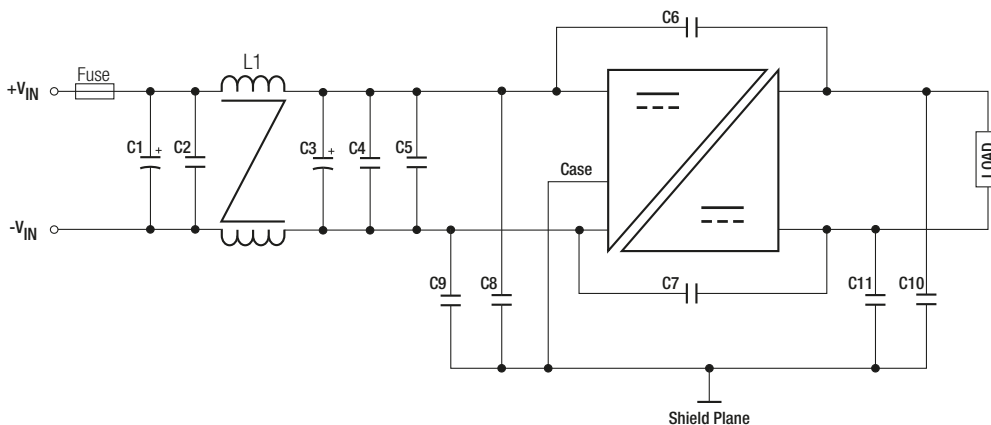 C6
L1
Fuse
+VIN
C1 +
C2
C3 +
C4
C5
Case
LOAD
-VIN
C9
C8
C7
C11
C10
Shield Plane